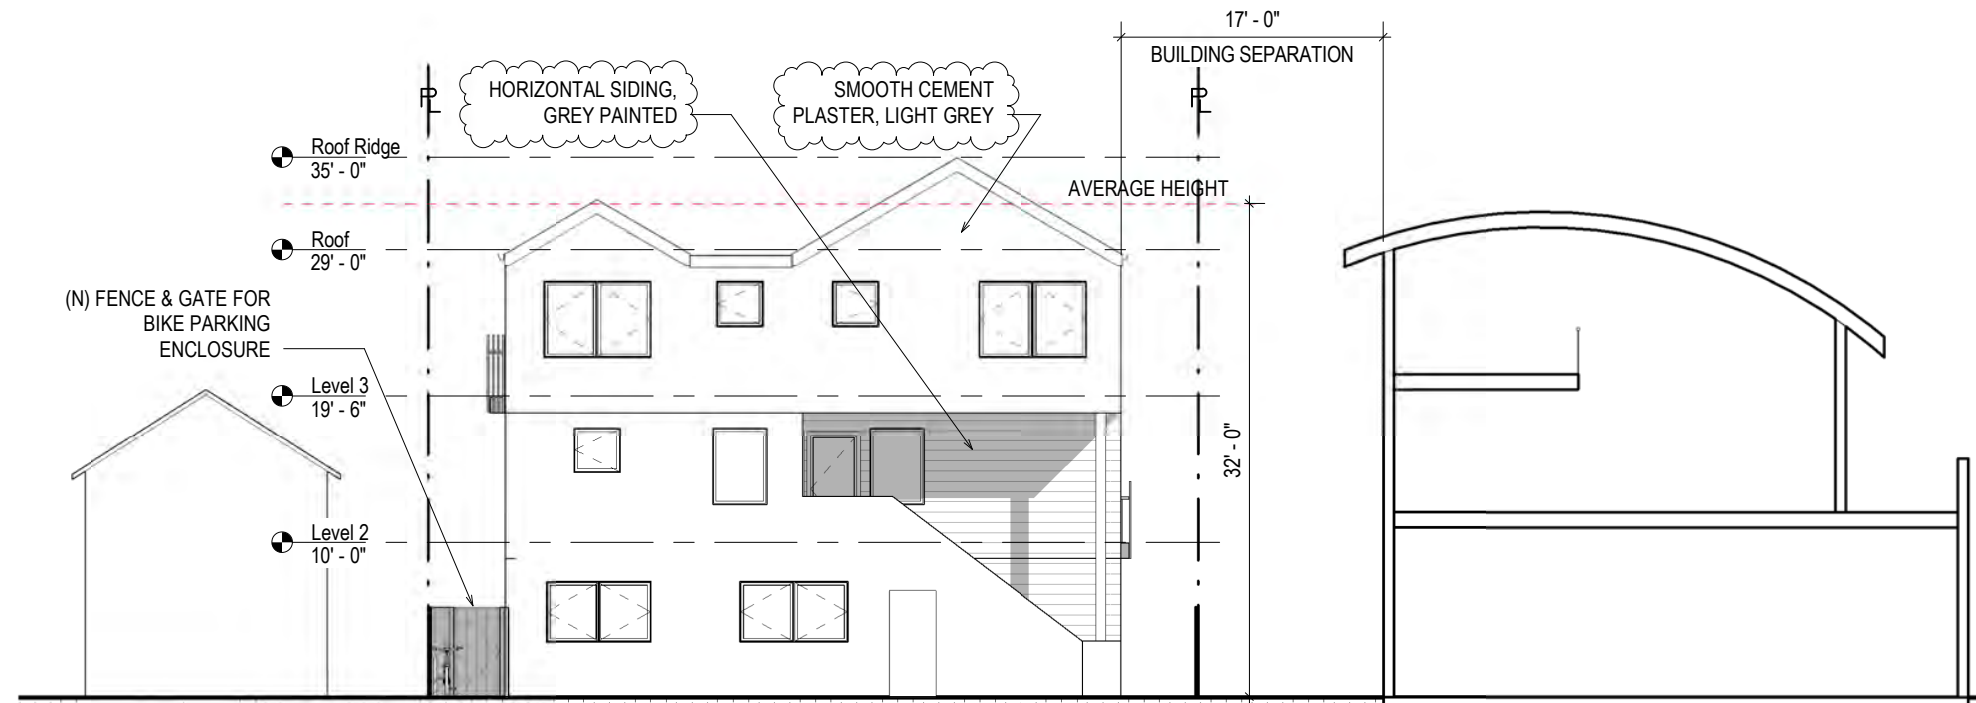 17' - 0"
BUILDING SEPARATION
HORIZONTAL SIDING,
GREY PAINTED
SMOOTH CEMENT
PLASTER, LIGHT GREY
PL
PL
Roof Ridge
35' - 0"
AVERAGE HEIGHT
Roof
29' - 0"
(N) FENCE & GATE FOR
BIKE PARKING
ENCLOSURE
Level 3
19' - 6"
32' - 0"
Level 2
10' - 0"